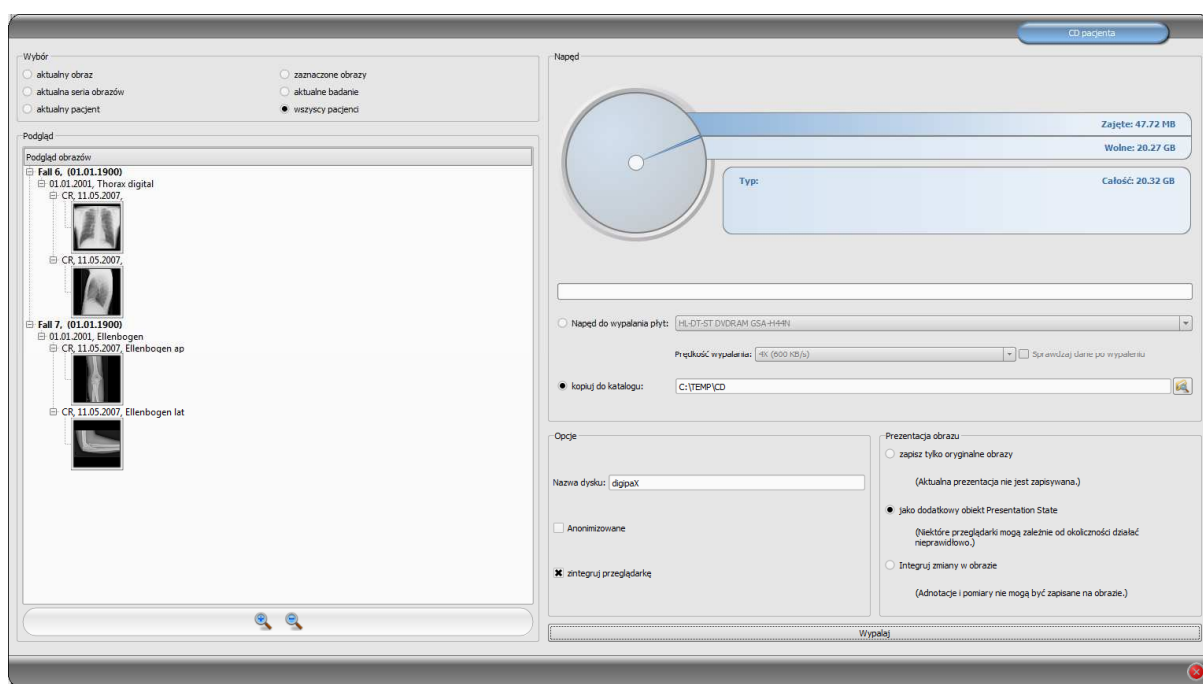 CD pacjenta
Wybór
aktualny obraz
zaznaczone obrazy
aktualna seria obrazów
aktualne badanie
aktualny pacjent
wszyscy pacjenci
Podgląd
Podgląd obrazów
Fall 6, (01.01.1900)
01.01.2001, Thorax digital
CR, 11.05.2007,
CR, 11.05.2007,
Fall 7, (01.01.1900)
01.01.2001, Ellenbogen
CR, 11.05.2007, Ellenbogen ap
CR, 11.05.2007, Ellenbogen lat
Napęd
Zajęte: 47.72 MB
Wolne: 20.27 GB
Typ:
Całość: 20.32 GB
Napęd do wypalania płyt:
HL-DT-ST DVDRAM GSA-H44N
Prędkość wypalania:
4X (600 KB/s)
Sprawdzaj dane po wypaleniu
kopiuj do katalogu:
C:\TEMP\CD
Opcje
Nazwa dysku:
digipaX
Anonimizowane
zintegruj przeglądarkę
Prezentacja obrazu
zapisz tylko oryginalne obrazy
(Aktualna prezentacja nie jest zapisywana.)
jako dodatkowy obiekt Presentation State
(Niektóre przeglądarki mogą zależnie od okoliczności działać
nieprawidłowo.)
Integruj zmiany w obrazie
(Adnotacje i pomiary nie mogą być zapisane na obrazie.)
Wypalaj